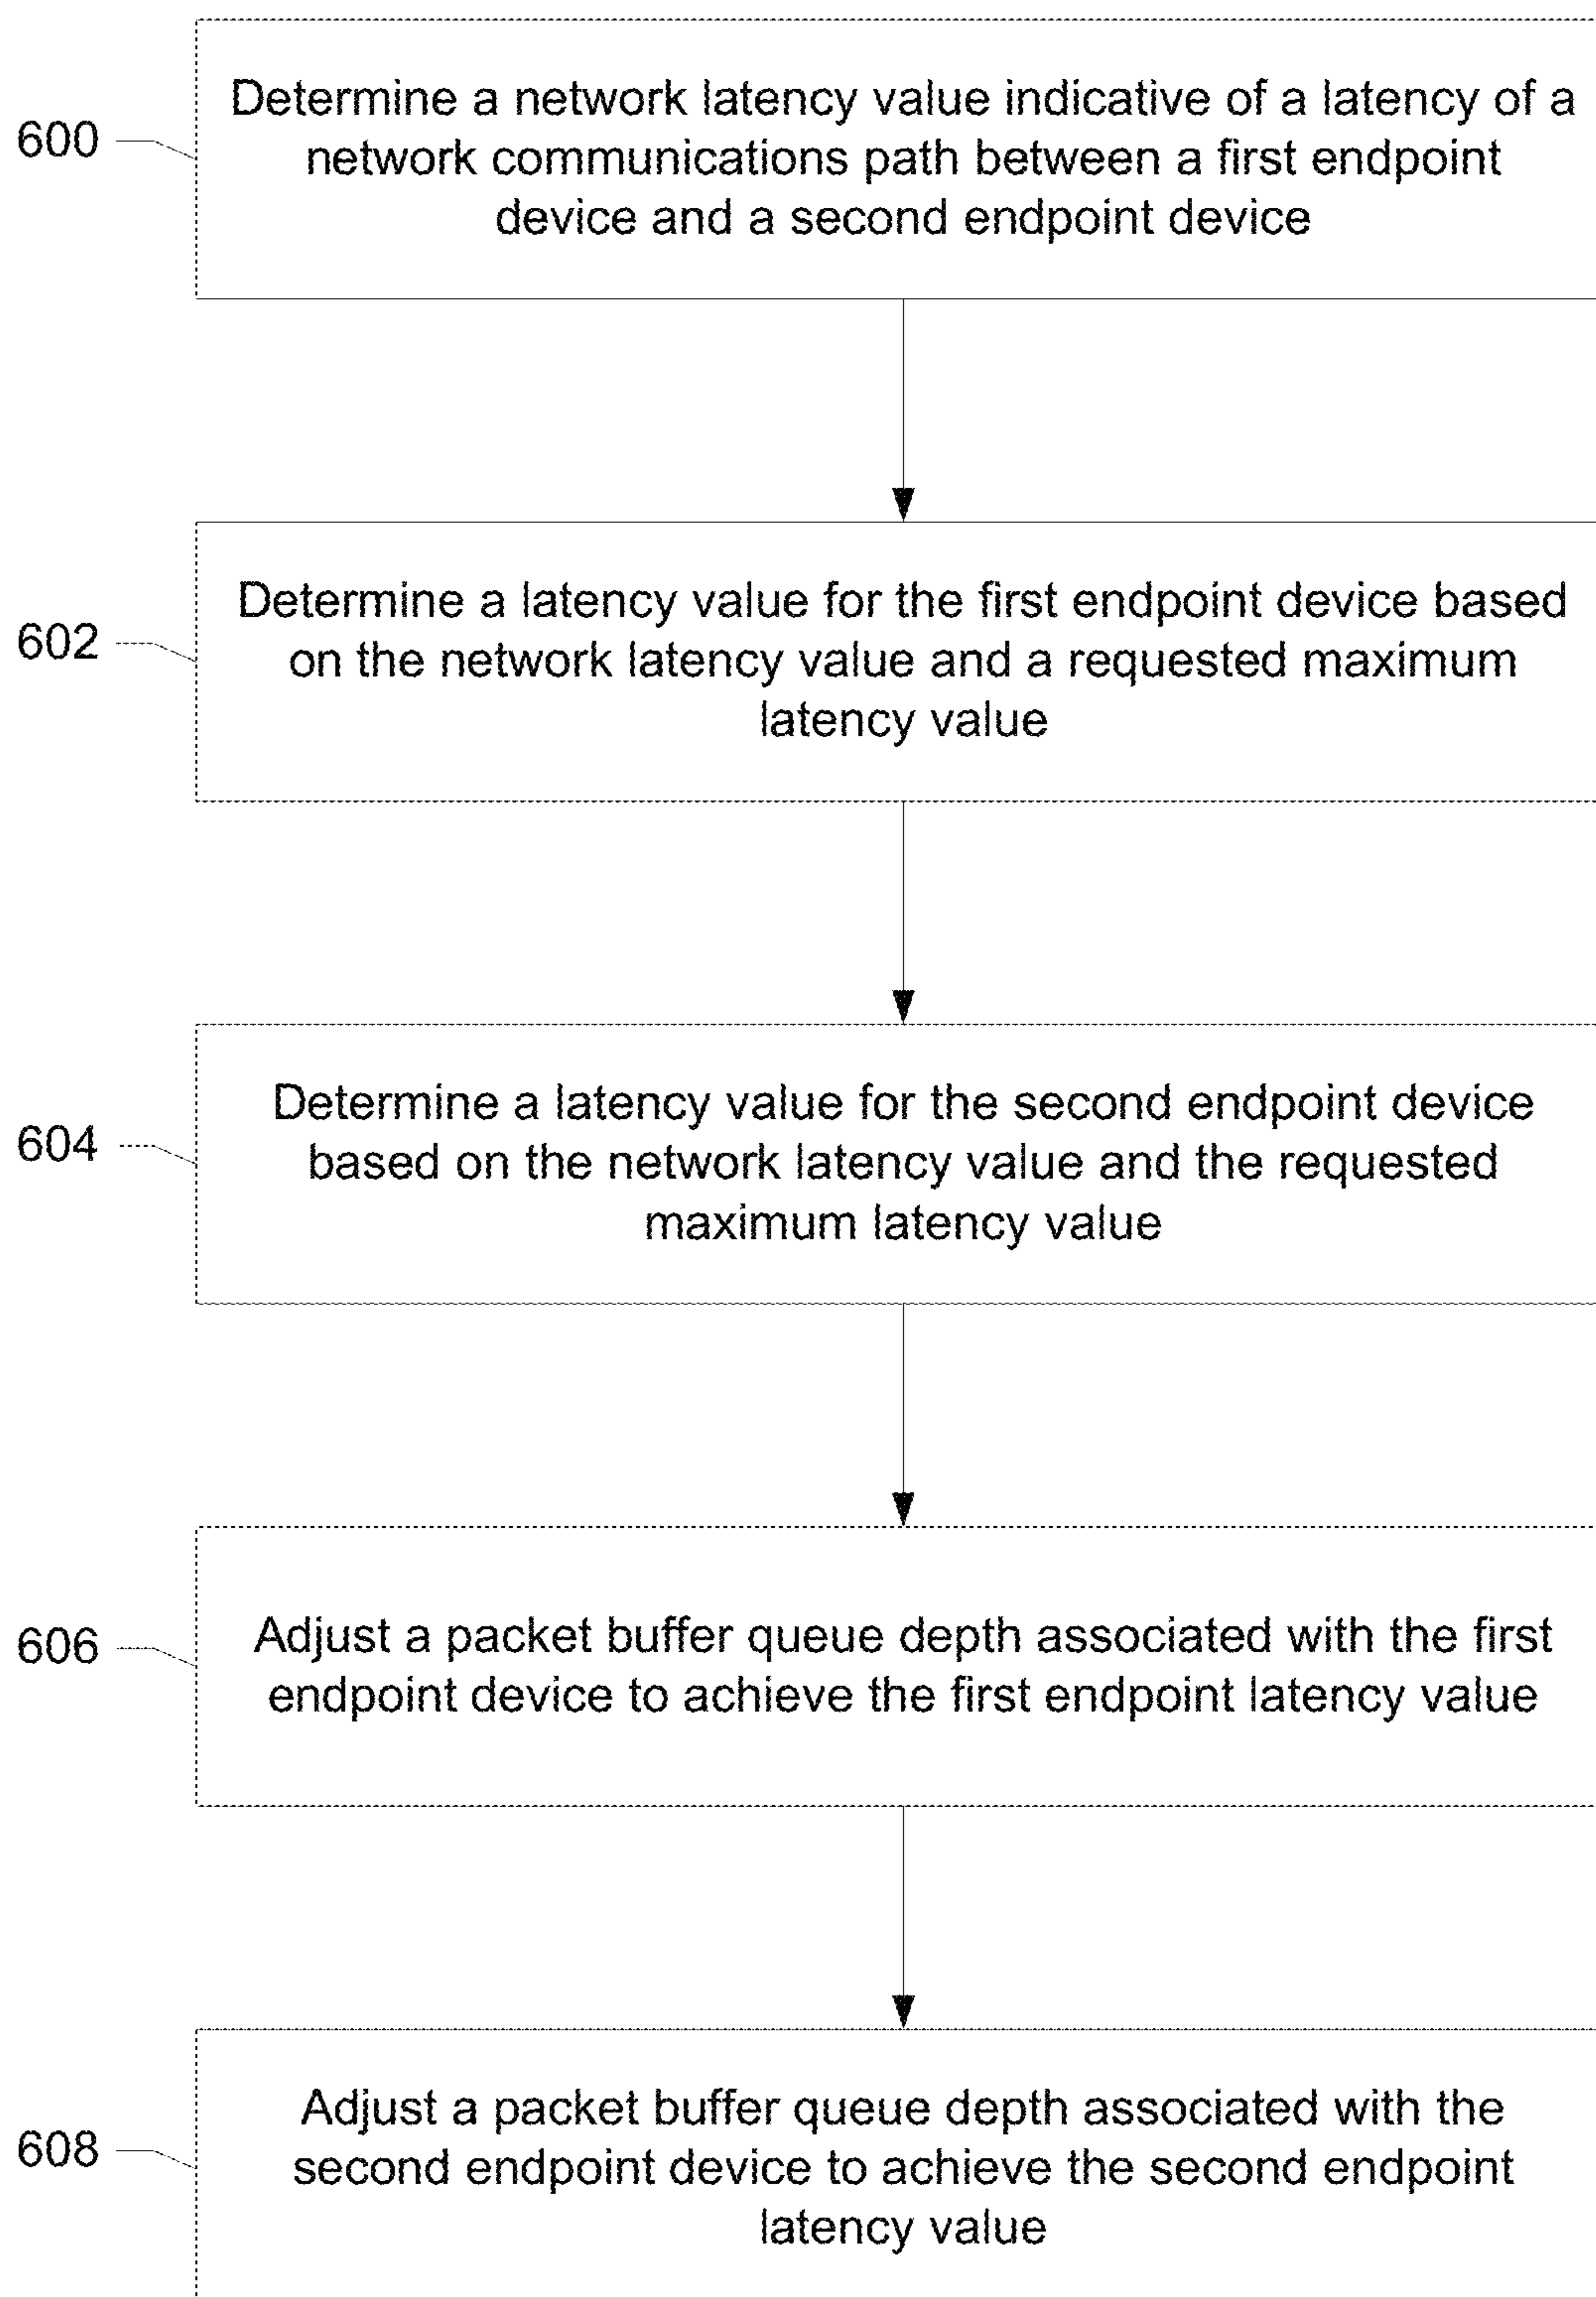 Determine a network latency value indicative of a latency of a
600
network communications path between a first endpoint
device and a second endpoint device
Determine a latency value for the first endpoint device based
602
on the network latency value and a requested maximum
latency value
Determine a latency value for the second endpoint device
604
based on the network latency value and the requested
maximum latency value
606
Adjust a packet buffer queue depth associated with the first
endpoint device to achieve the first endpoint latency value
Adjust a packet buffer queue depth associated with the
608
second endpoint device to achieve the second endpoint
latency value